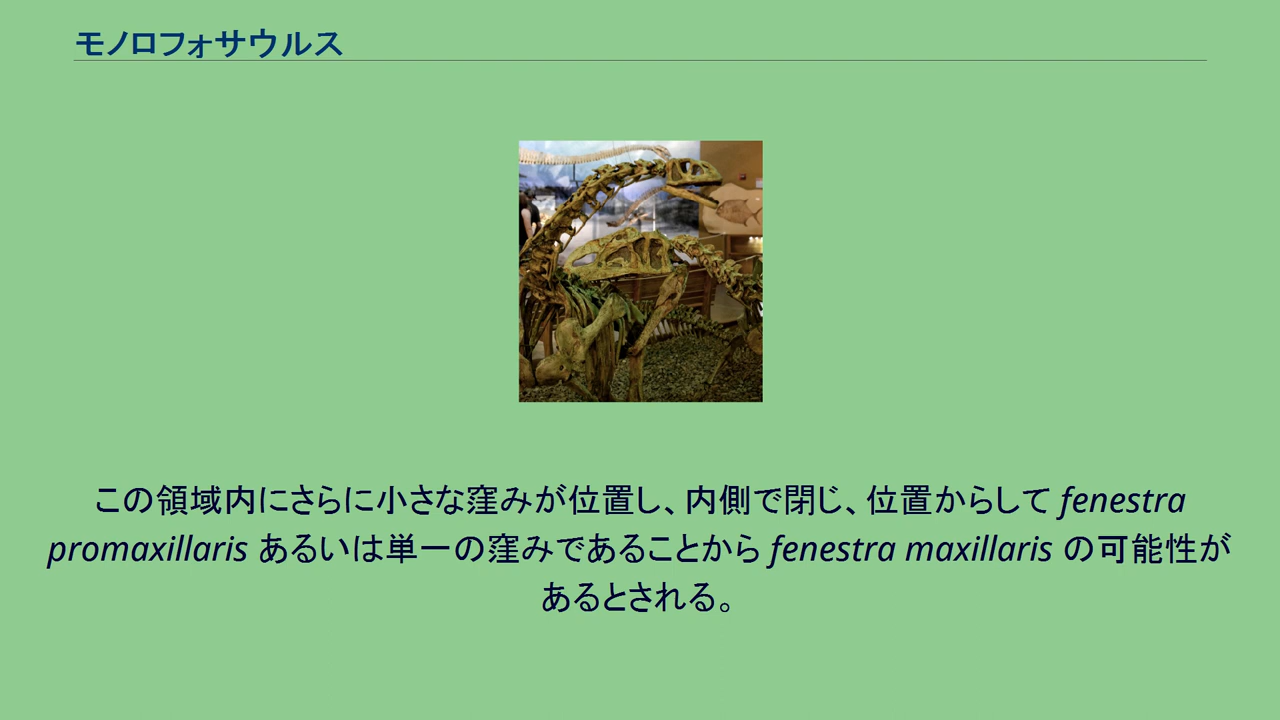 モノロフォサウルス
この領域内にさらに小さな窪みが位置し、内側で閉じ、位置からして fenestra
promaxillaris あるいは単一の窪みであることから fenestra maxillaris の可能性が
あるとされる。